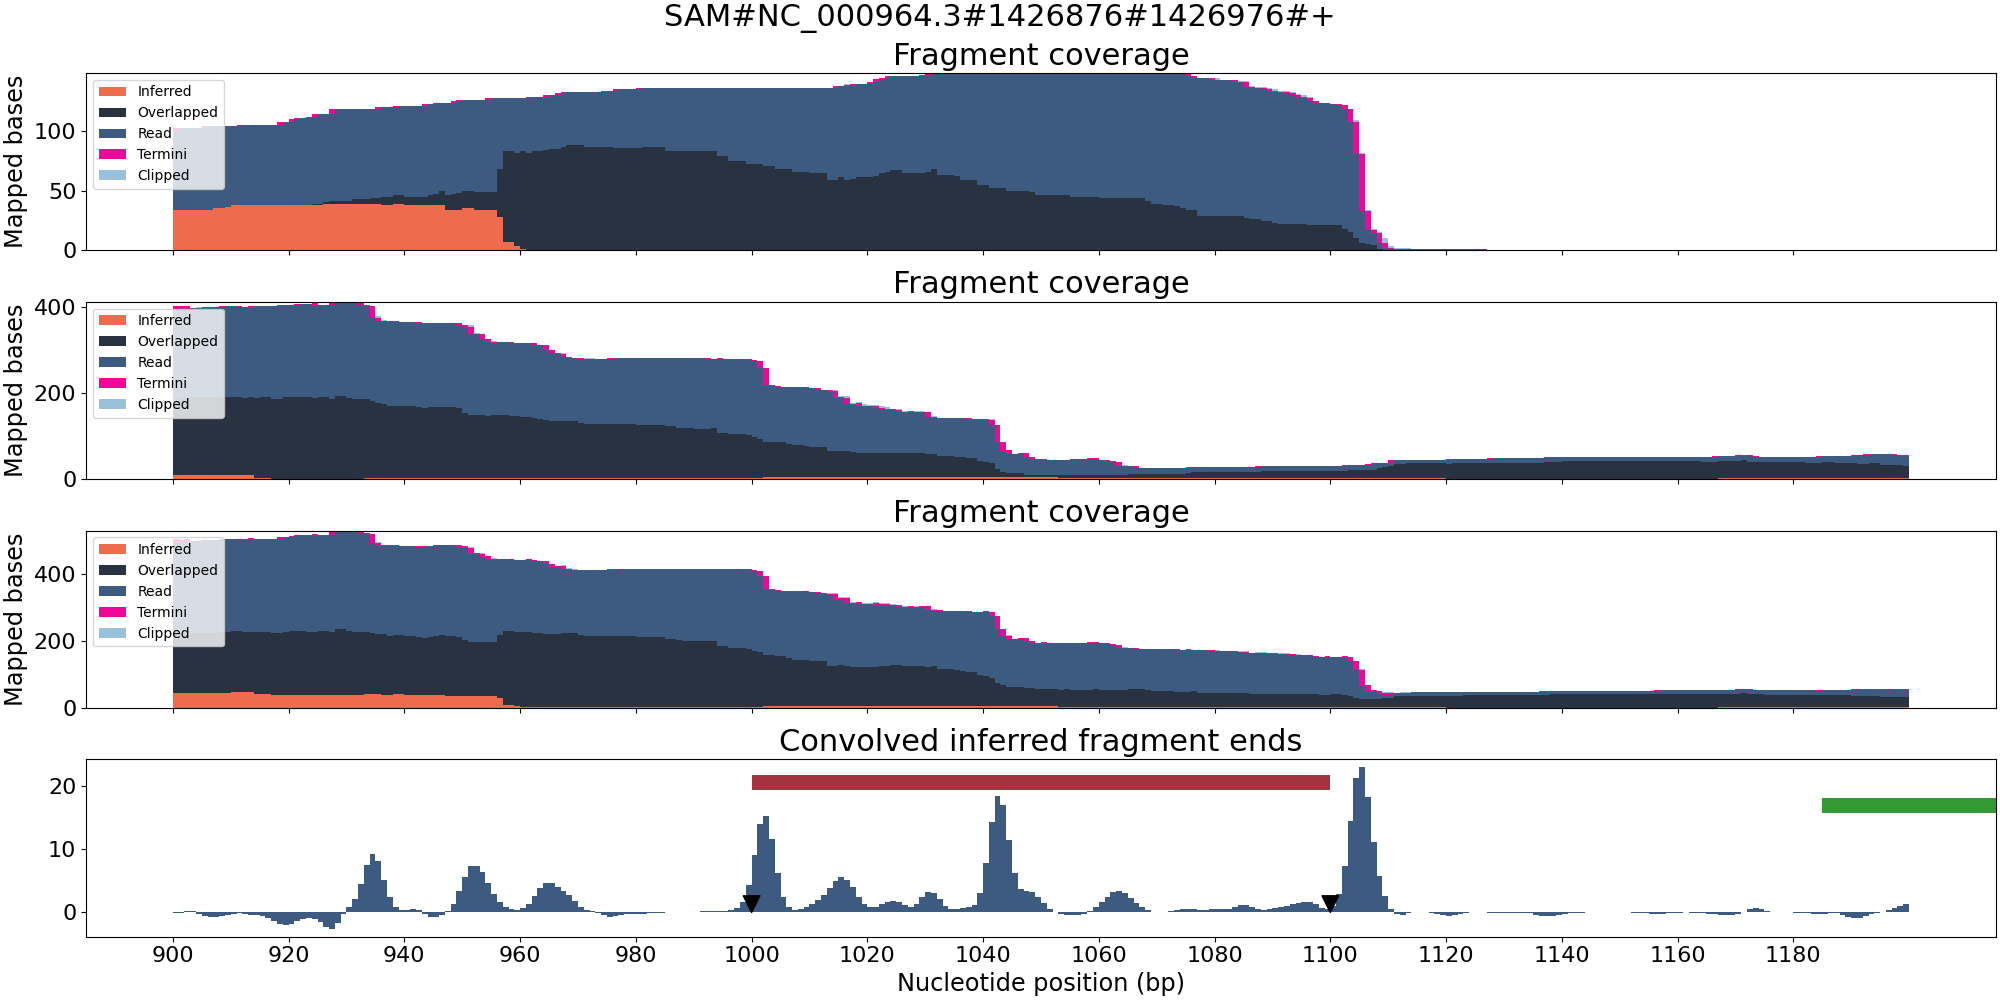 SAM#NC_000964.3#1426876#1426976#+
Fragment coverage
Mapped bases
100
50
0
Inferred
Overlapped
Read
Termini
Clipped
Fragment coverage
Mapped bases
400
200
0
Inferred
Overlapped
Read
Termini
Clipped
Fragment coverage
Mapped bases
400
200
0
Inferred
Overlapped
Read
Termini
Clipped
Convolved inferred fragment ends
20
10
0
900 920 940 960 980 1000 1020 1040 1060 1080 1100 1120 1140 1160 1180
Nucleotide position (bp)